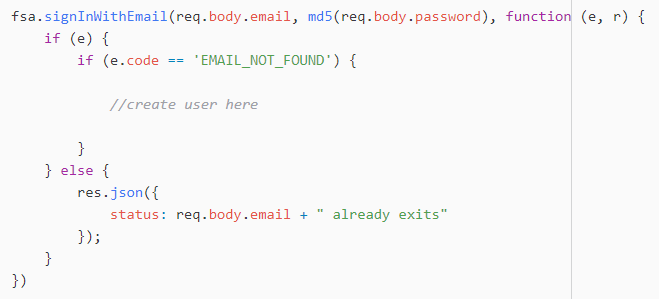 fsa.signInWithEmail(req.body.email, md5(req.body.password), function (e, r) {
    if (e) {
        if (e.code == 'EMAIL_NOT_FOUND') {
            //create user here
        }
    } else {
        res.json({
            status: req.body.email + " already exits"
        });
    }
})